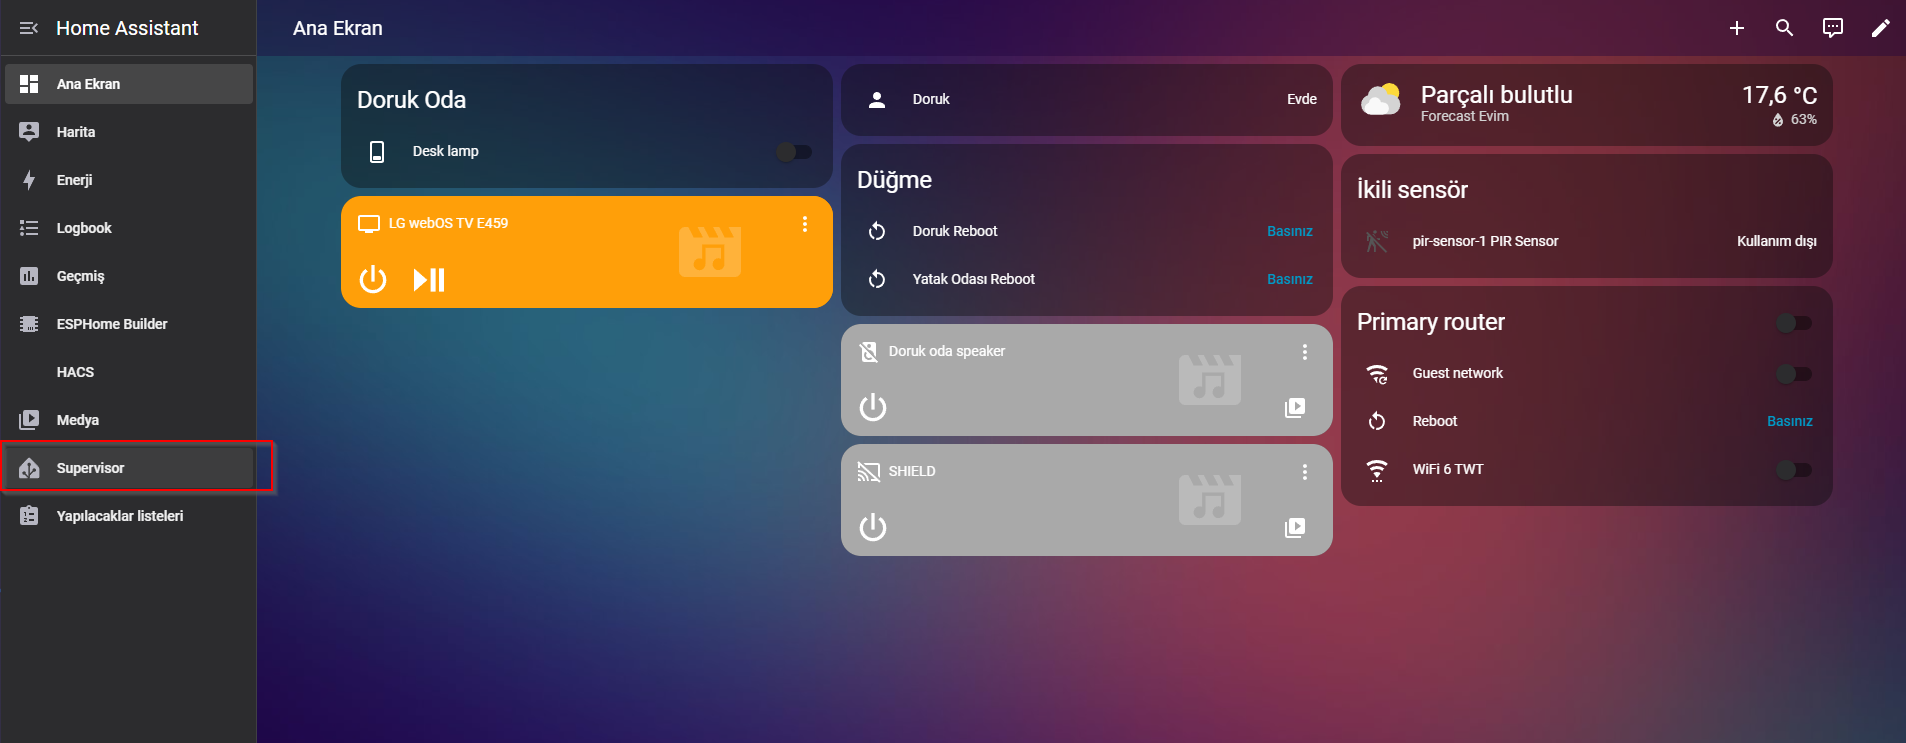 Home Assistant
Ana Ekran
Harita
Enerji
Logbook
Geçmiş
ESPHome Builder
HACS
Medya
Supervisor
Yapılacaklar listeleri
Ana Ekran
Doruk Oda
Desk lamp
LG webOS TV E459
Doruk Evde
Düğme
Doruk Reboot Basınız
Yatak Odası Reboot Basınız
Doruk oda speaker
SHIELD
Parçalı bulutlu 17,6 °C
Forecast Evim 63%
İkili sensör
pir-sensor-1 PIR Sensor Kullanım dışı
Primary router
Guest network
Reboot Basınız
WiFi 6 TWT